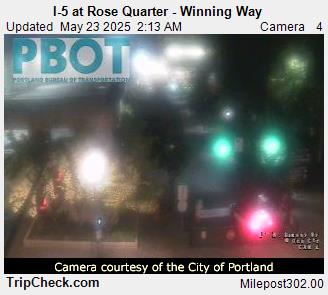 I-5 at Rose Quarter - Winning Way
Updated May 23 2025 2:13 AM Camera 4
PBOT
PORTLAND BUREAU OF TRANSPORTATION
Camera courtesy of the City of Portland
TripCheck.com Milepost302.00